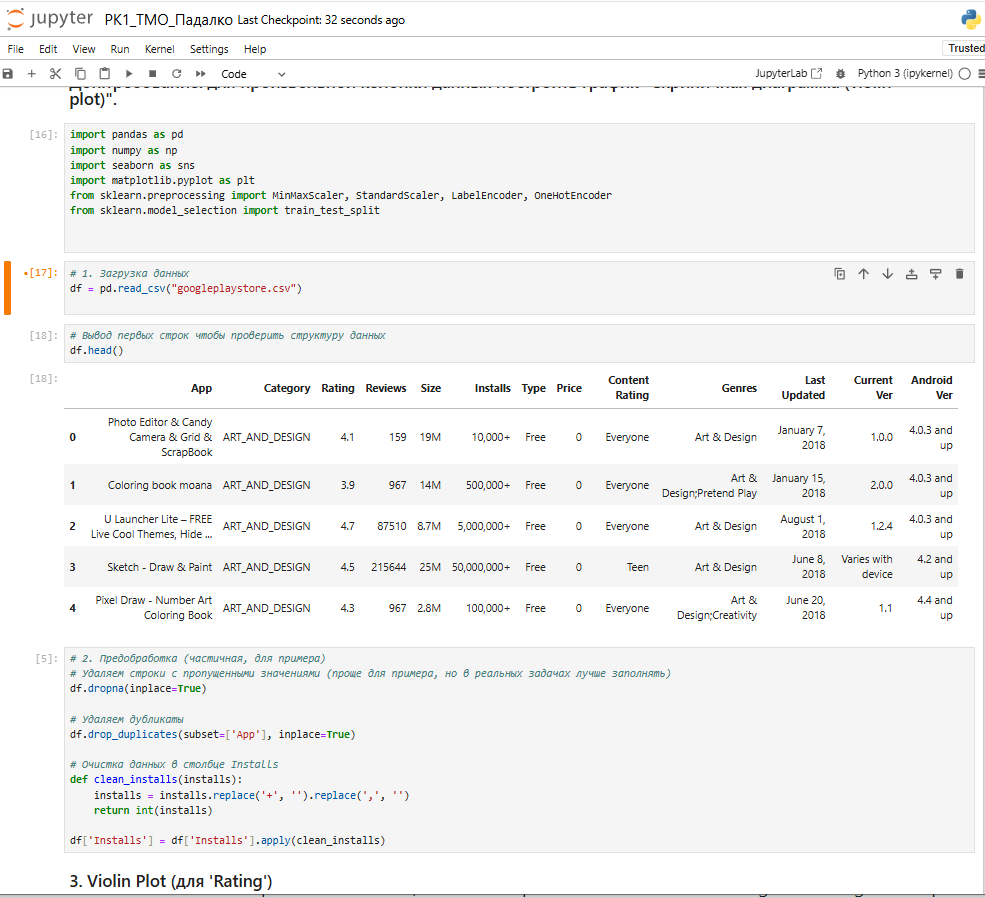 jupyter РК1_ТМО_Падалко Last Checkpoint: 32 seconds ago
File Edit View Run Kernel Settings Help Trusted
Code JupyterLab Python 3 (ipykernel)
plot)".
[16]:
import pandas as pd
import numpy as np
import seaborn as sns
import matplotlib.pyplot as plt
from sklearn.preprocessing import MinMaxScaler, StandardScaler, LabelEncoder, OneHotEncoder
from sklearn.model_selection import train_test_split
[17]:
# 1. Загрузка данных
df = pd.read_csv("googleplaystore.csv")
[18]:
# Вывод первых строк чтобы проверить структуру данных
df.head()
[18]:
App Category Rating Reviews Size Installs Type Price Content Rating Genres Last Updated Current Ver Android Ver
0 Photo Editor & Candy Camera & Grid & ScrapBook ART_AND_DESIGN 4.1 159 19M 10,000+ Free 0 Everyone Art & Design January 7, 2018 1.0.0 4.0.3 and up
1 Coloring book moana ART_AND_DESIGN 3.9 967 14M 500,000+ Free 0 Everyone Art & Design;Pretend Play January 15, 2018 2.0.0 4.0.3 and up
2 U Launcher Lite – FREE Live Cool Themes, Hide ... ART_AND_DESIGN 4.7 87510 8.7M 5,000,000+ Free 0 Everyone Art & Design August 1, 2018 1.2.4 4.0.3 and up
3 Sketch - Draw & Paint ART_AND_DESIGN 4.5 215644 25M 50,000,000+ Free 0 Teen Art & Design June 8, 2018 Varies with device 4.2 and up
4 Pixel Draw - Number Art Coloring Book ART_AND_DESIGN 4.3 967 2.8M 100,000+ Free 0 Everyone Art & Design;Creativity June 20, 2018 1.1 4.4 and up
[5]:
# 2. Предобработка (частичная, для примера)
# Удаляем строки с пропущенными значениями (проще для примера, но в реальных задачах лучше заполнять)
df.dropna(inplace=True)
# Удаляем дубликаты
df.drop_duplicates(subset=['App'], inplace=True)
# Очистка данных в столбце Installs
def clean_installs(installs):
installs = installs.replace('+', '').replace(',', '')
return int(installs)
df['Installs'] = df['Installs'].apply(clean_installs)
3. Violin Plot (для 'Rating')